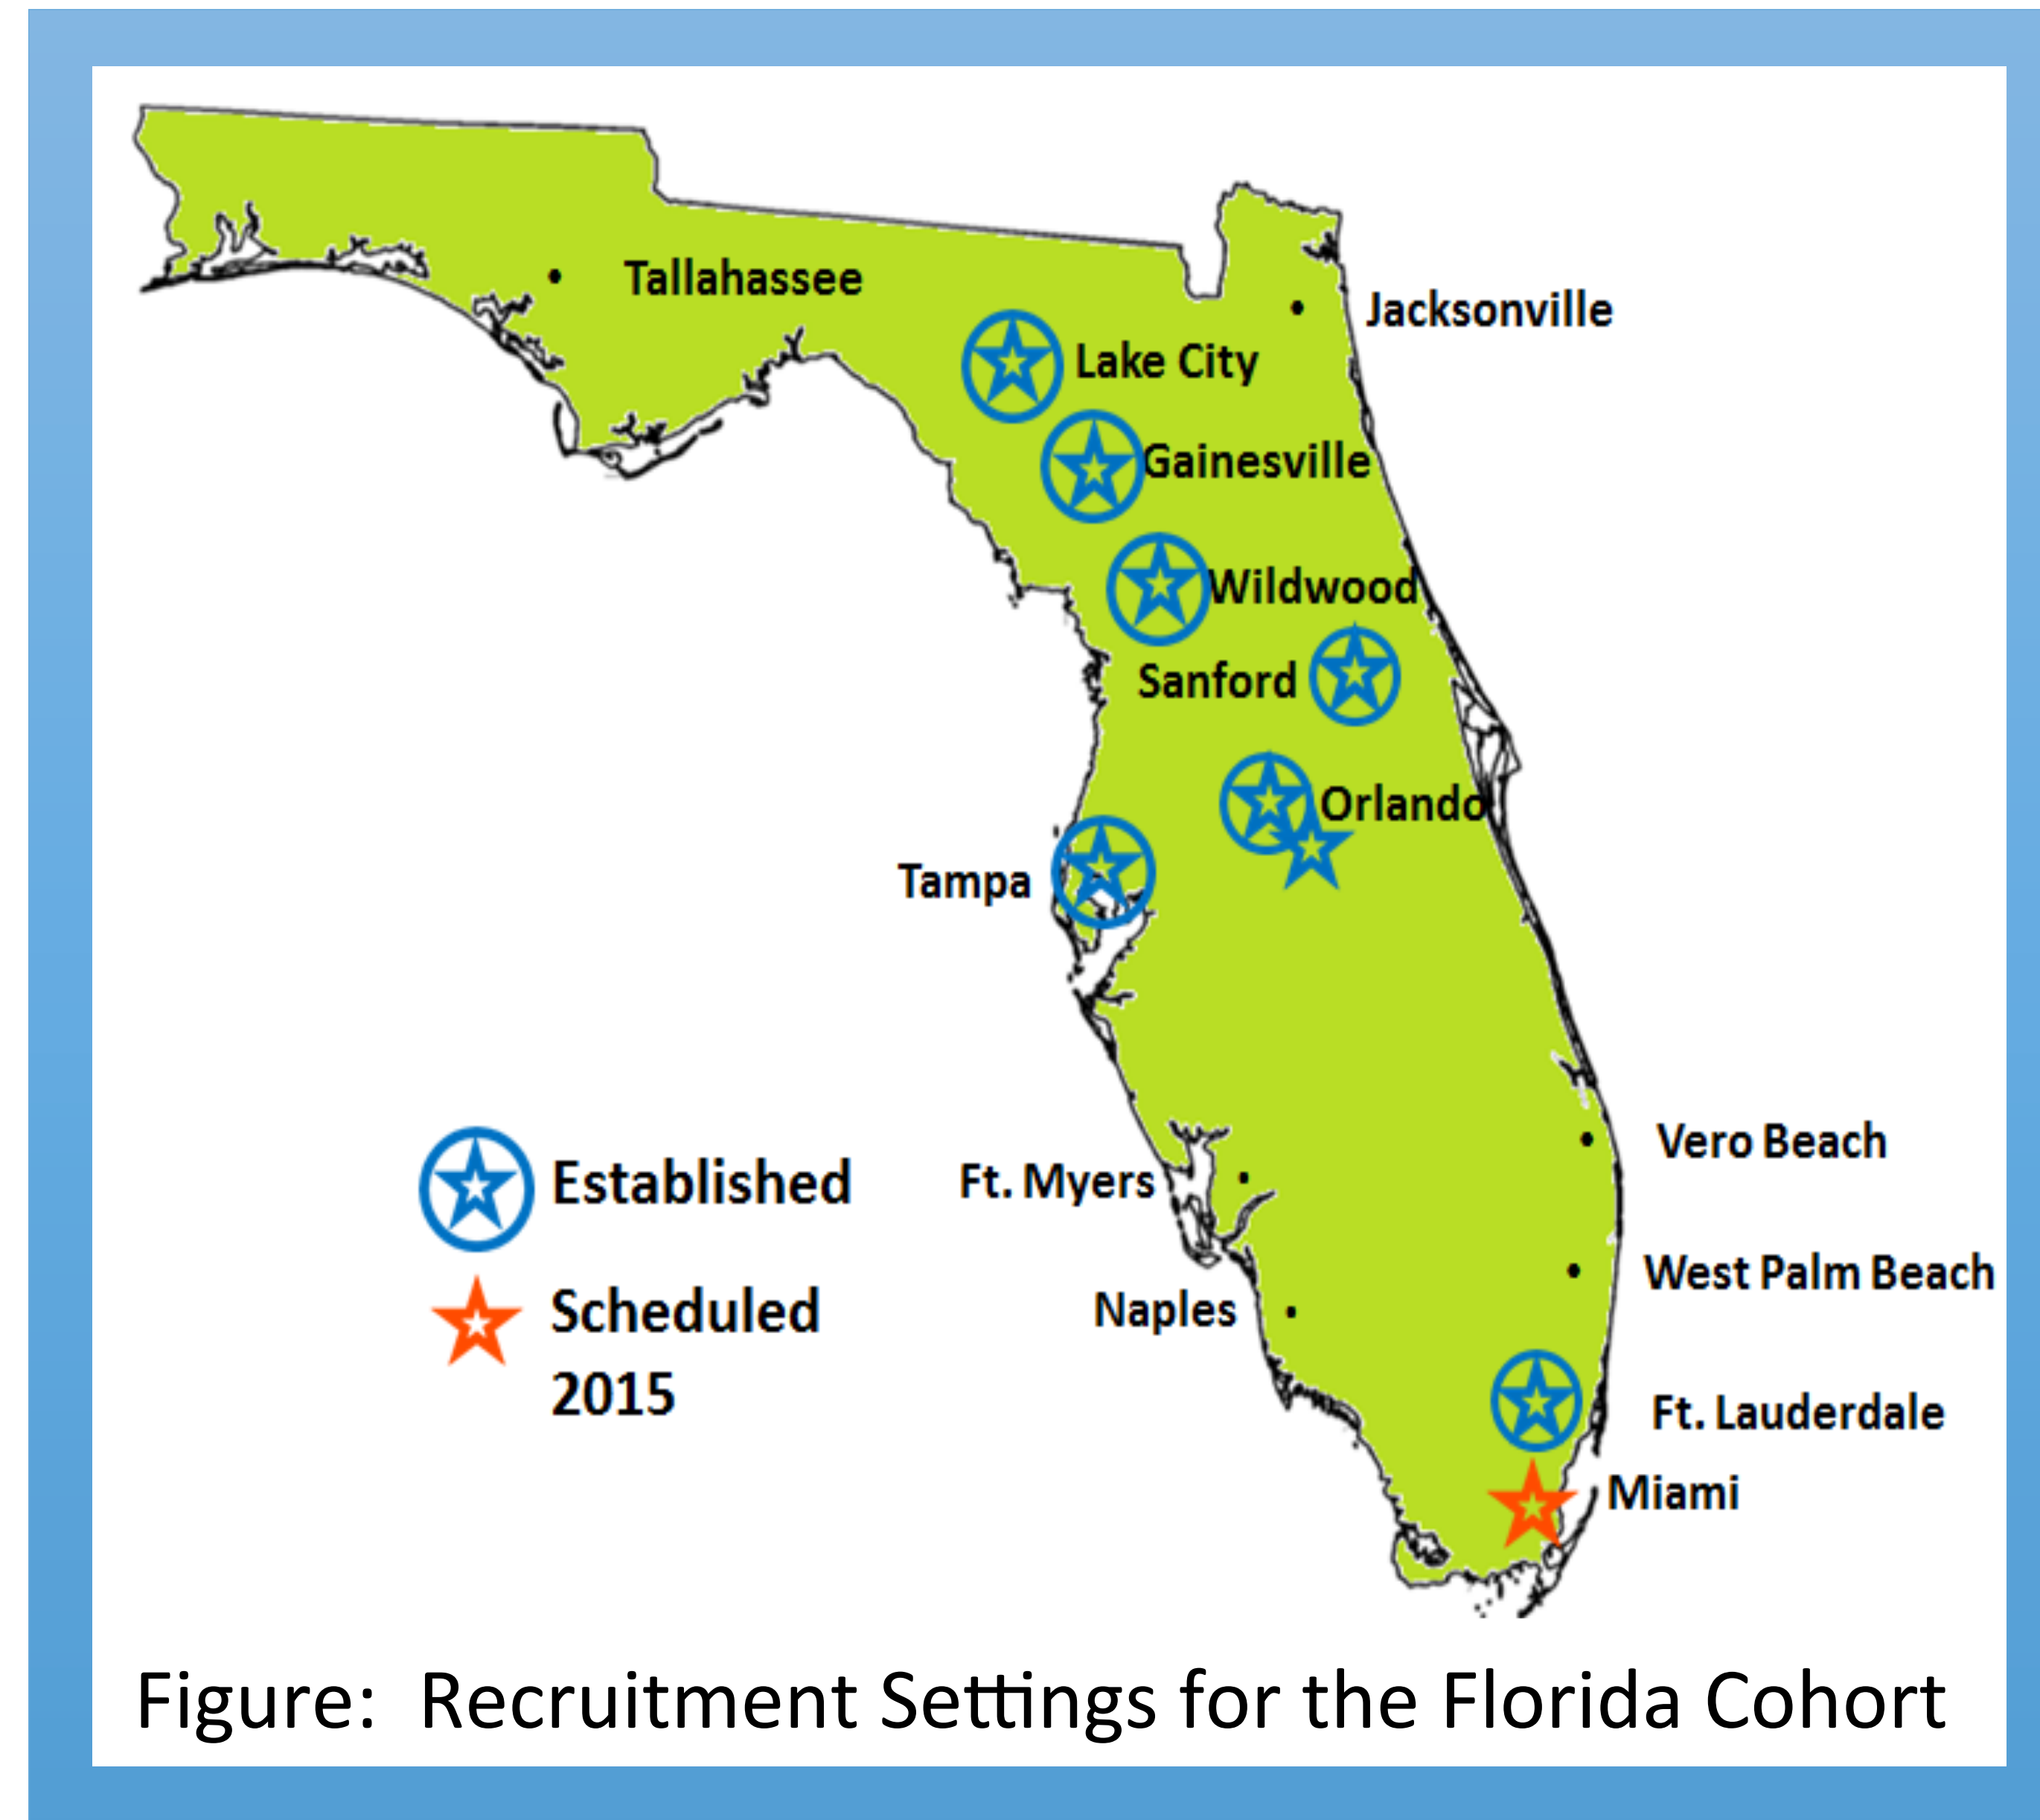 Tallahassee
Jacksonville
Lake City
Gainesville
Wildwood
Sanford
Orlando
Tampa
Vero Beach
Ft. Myers
Established
West Palm Beach
Naples
Scheduled
2015
Ft. Lauderdale
Miami
Figure: Recruitment Settings for the Florida Cohort